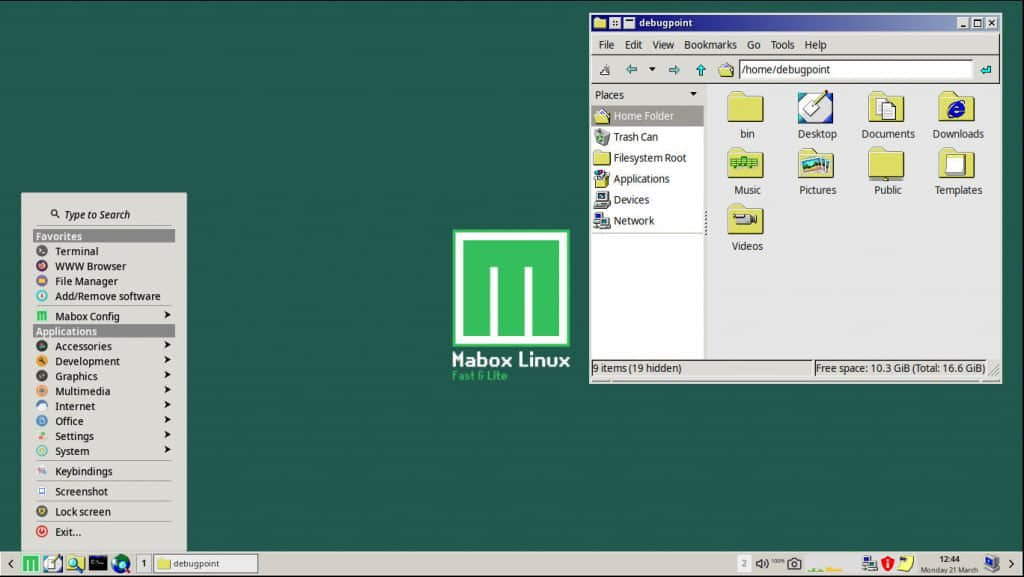 debugpoint
File Edit View Bookmarks Go Tools Help
/home/debugpoint
Places
Home Folder
Trash Can
Filesystem Root
Applications
Devices
Network
bin
Desktop
Documents
Downloads
Music
Pictures
Public
Templates
Videos
9 items (19 hidden)
Free space: 10.3 GiB (Total: 16.6 GiB)
Type to Search
Favorites
Terminal
WWW Browser
File Manager
Add/Remove software
Mabox Config
Applications
Accessories
Development
Graphics
Multimedia
Internet
Office
Settings
System
Keybindings
Screenshot
Lock screen
Exit...
Mabox Linux
Fast & Lite
1
debugpoint
2
100%
12:44
Monday 21 March